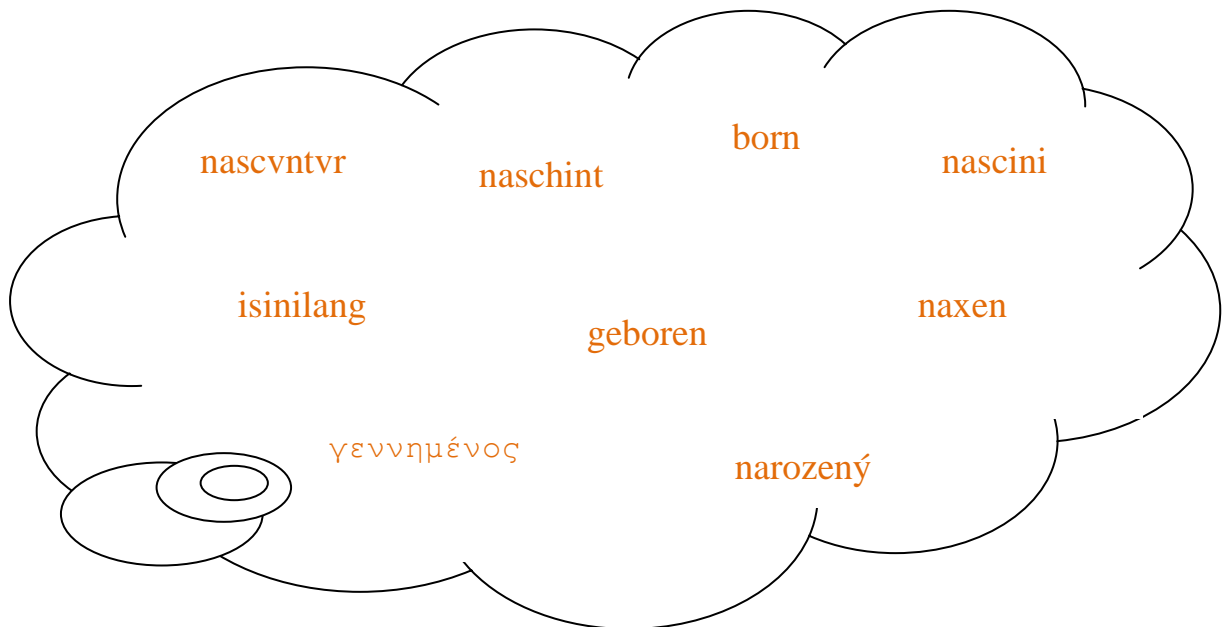 born
nascvntvr
naschint
nascini
isinilang
naxen
geboren
γεννημένος
narozený